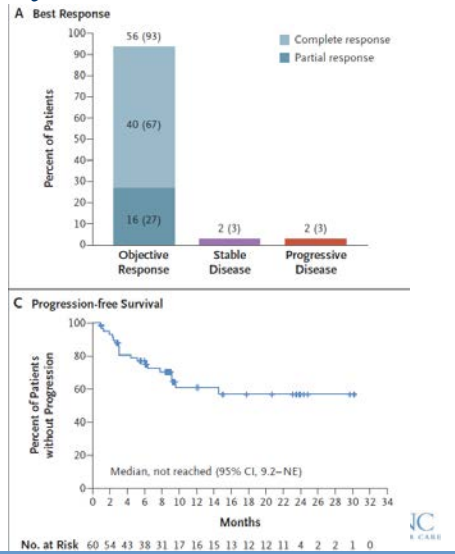 A Best Response
56 (93)
Complete response
Partial response
Percent of Patients
100
90
80
70
60
50
40
30
20
10
0
40 (67)
16 (27)
2 (3)
2 (3)
Objective Response
Stable Disease
Progressive Disease
C Progression-free Survival
Percent of Patients
without Progression
100
80
60
40
20
0
Median, not reached (95% CI, 9.2–NE)
0 2 4 6 8 10 12 14 16 18 20 22 24 26 28 30 32 34
Months
No. at Risk 60 54 43 38 31 17 16 15 13 12 12 11 4 2 2 1 0